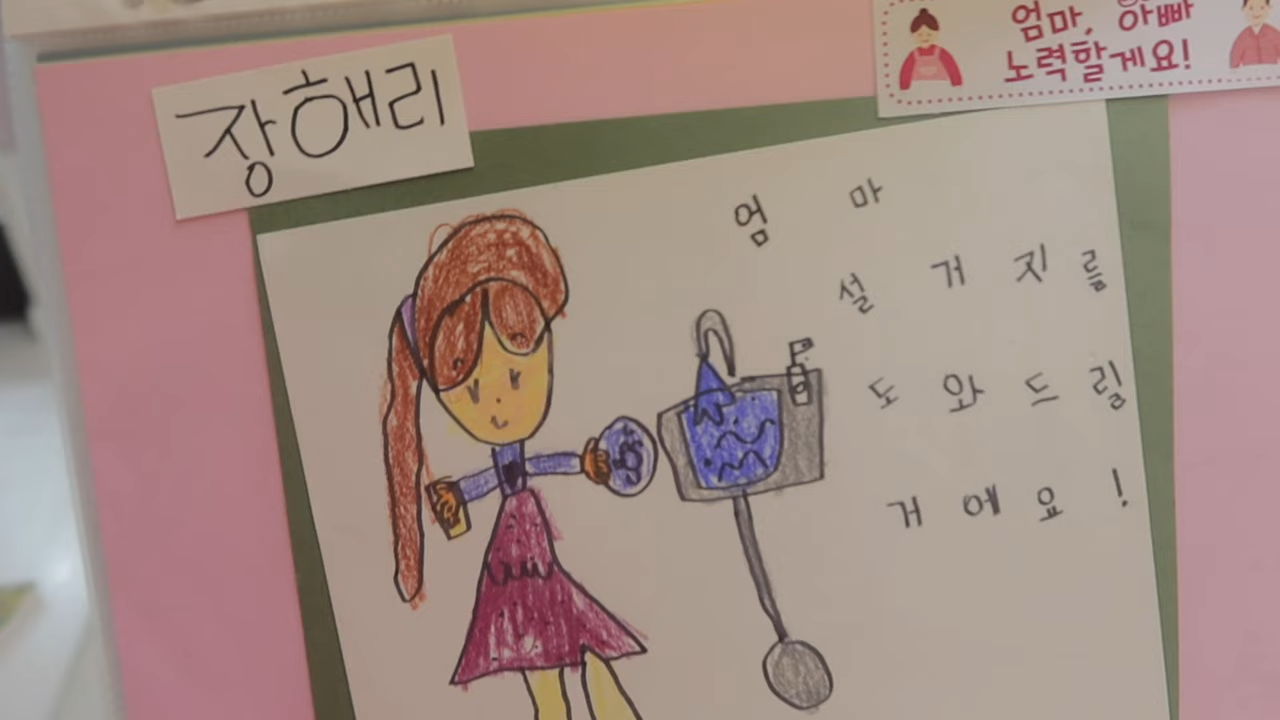 장해리
엄마, 아빠
노력할게요!
엄마
설거지를
도와드릴
거에요!